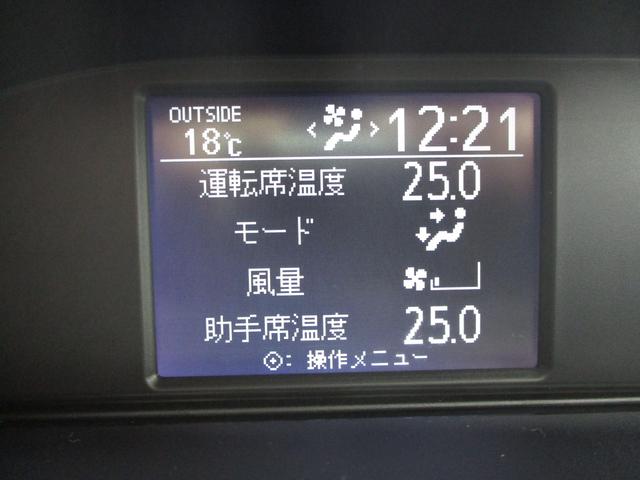 OUTSIDE 12:21
18℃
運転席温度 25.0
モード
風量
助手席温度 25.0
: 操作メニュー